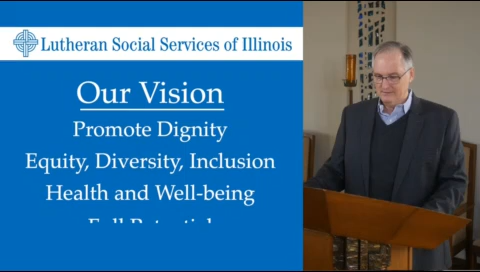 Lutheran Social Services of Illinois
Our Vision
Promote Dignity
Equity, Diversity, Inclusion
Health and Well-being